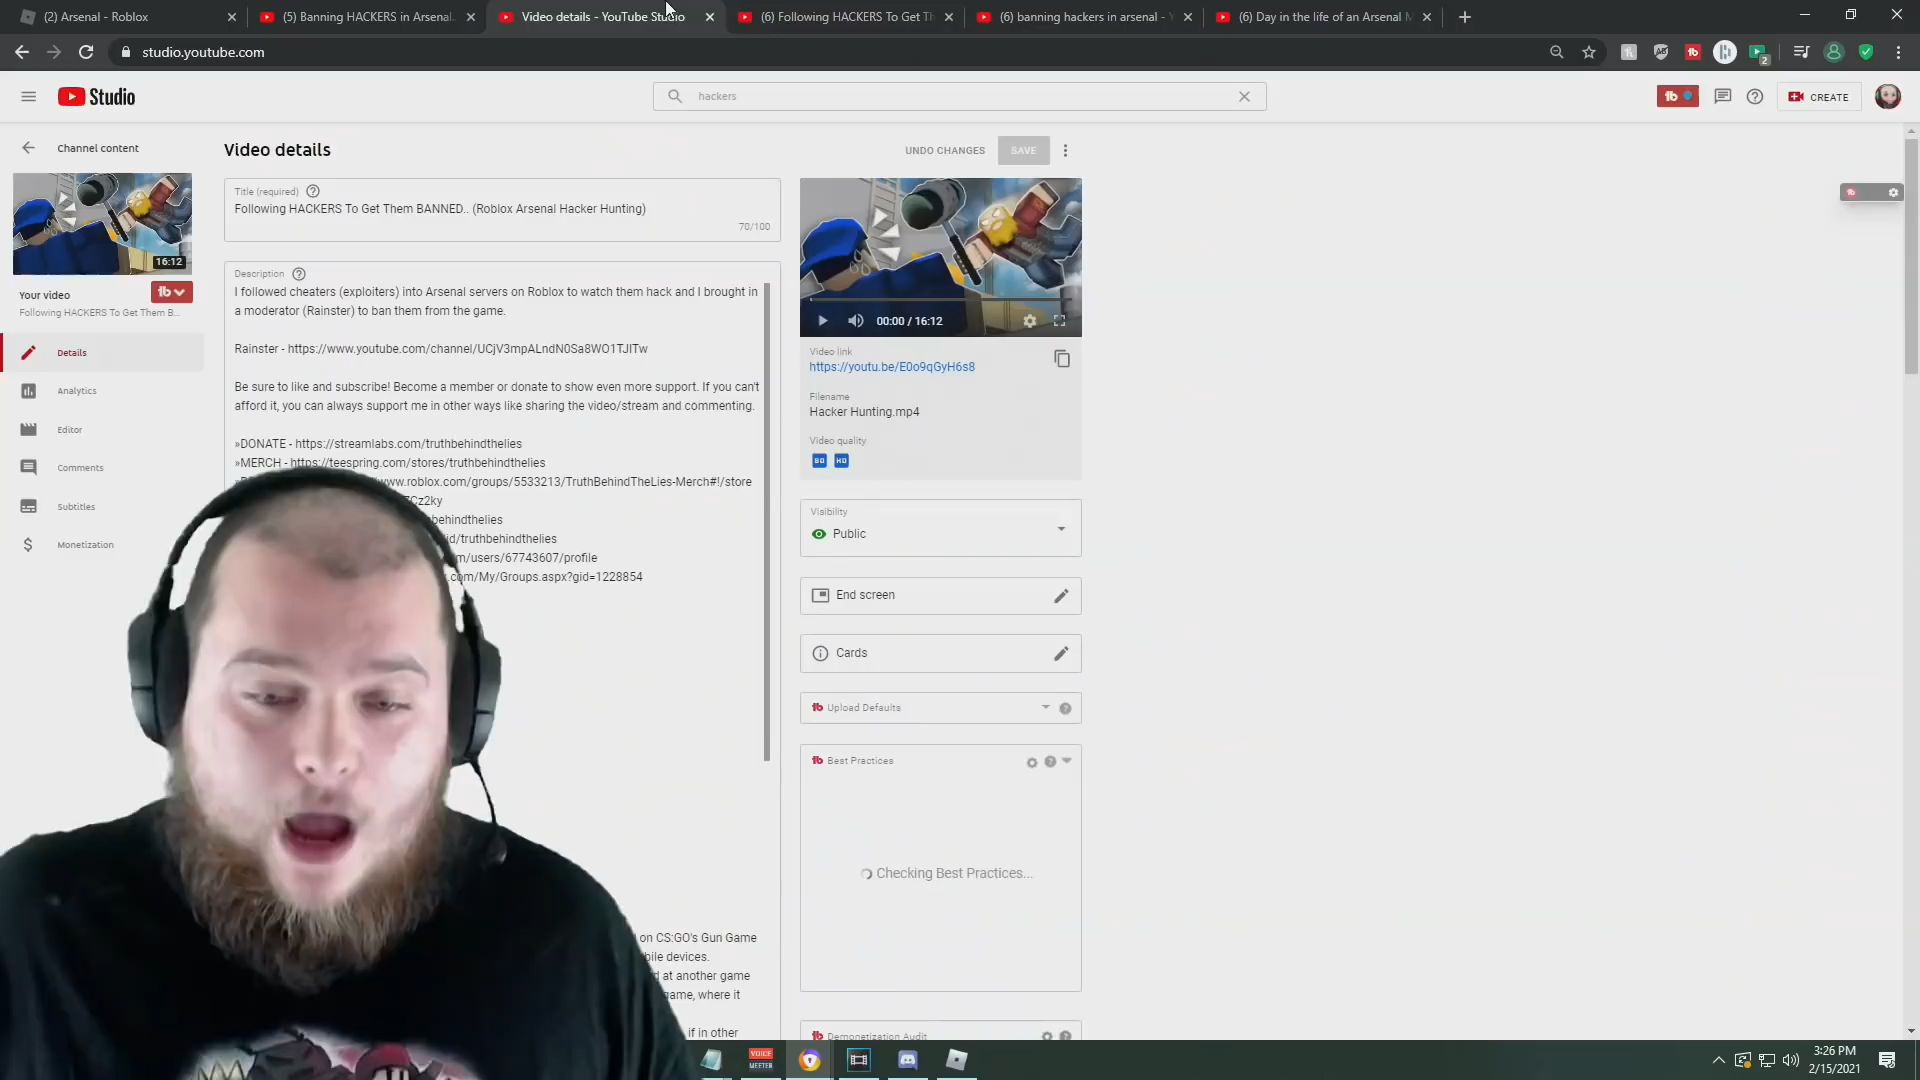 (2) Arsenal - Roblox
(5) Banning HACKERS in Arsenal.
Video details - YouTube Studio
(6) Following HACKERS To Get Th
(6) banning hackers in arsenal - Y
(6) Day in the life of an Arsenal M
studio.youtube.com
2
Studio
hackers
CREATE
Channel content
Video details
UNDO CHANGES
SAVE
16:12
Your video
Following HACKERS To Get Them B...
Details
Analytics
Editor
Comments
Subtitles
Monetization
Title (required)
Following HACKERS To Get Them BANNED.. (Roblox Arsenal Hacker Hunting)
70/100
Description
I followed cheaters (exploiters) into Arsenal servers on Roblox to watch them hack and I brought in
a moderator (Rainster) to ban them from the game.
Rainster - https://www.youtube.com/channel/UCjV3mpALndN0Sa8WO1TJITw
Be sure to like and subscribe! Become a member or donate to show even more support. If you can't
afford it, you can always support me in other ways like sharing the video/stream and commenting.
»DONATE - https://streamlabs.com/truthbehindthelies
»MERCH - https://teespring.com/stores/truthbehindthelies
www.roblox.com/groups/5533213/TruthBehindTheLies-Merch#!/store
Cz2ky
behindthelies
id/truthbehindthelies
m/users/67743607/profile
.com/My/Groups.aspx?gid=1228854
on CS:GO's Gun Game
bile devices.
d at another game
game, where it
if in other
00:00 / 16:12
Video link
https://youtu.be/E0o9qGyH6s8
Filename
Hacker Hunting.mp4
Video quality
SD HD
Visibility
Public
End screen
Cards
Upload Defaults
Best Practices
Checking Best Practices...
Demonetization Audit
VOICE
MEETER
3:26 PM
2/15/2021